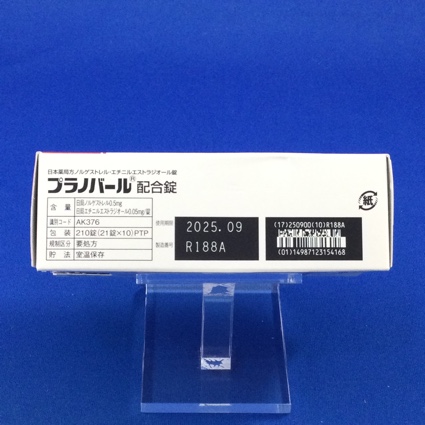 日本薬局方ノルゲストレル・エチニルエストラジオール錠
プラノバール® 配合錠
含量 日局ノルゲストレル0.5mg
日局エチニルエストラジオール0.05mg/錠
識別コード AK376
包装 210錠(21錠×10)PTP
規制区分 要処方
貯法 室温保存
使用期限 2025.09
製造番号 R188A
(17)250900(10)R188A
(01)14987123154168
紙